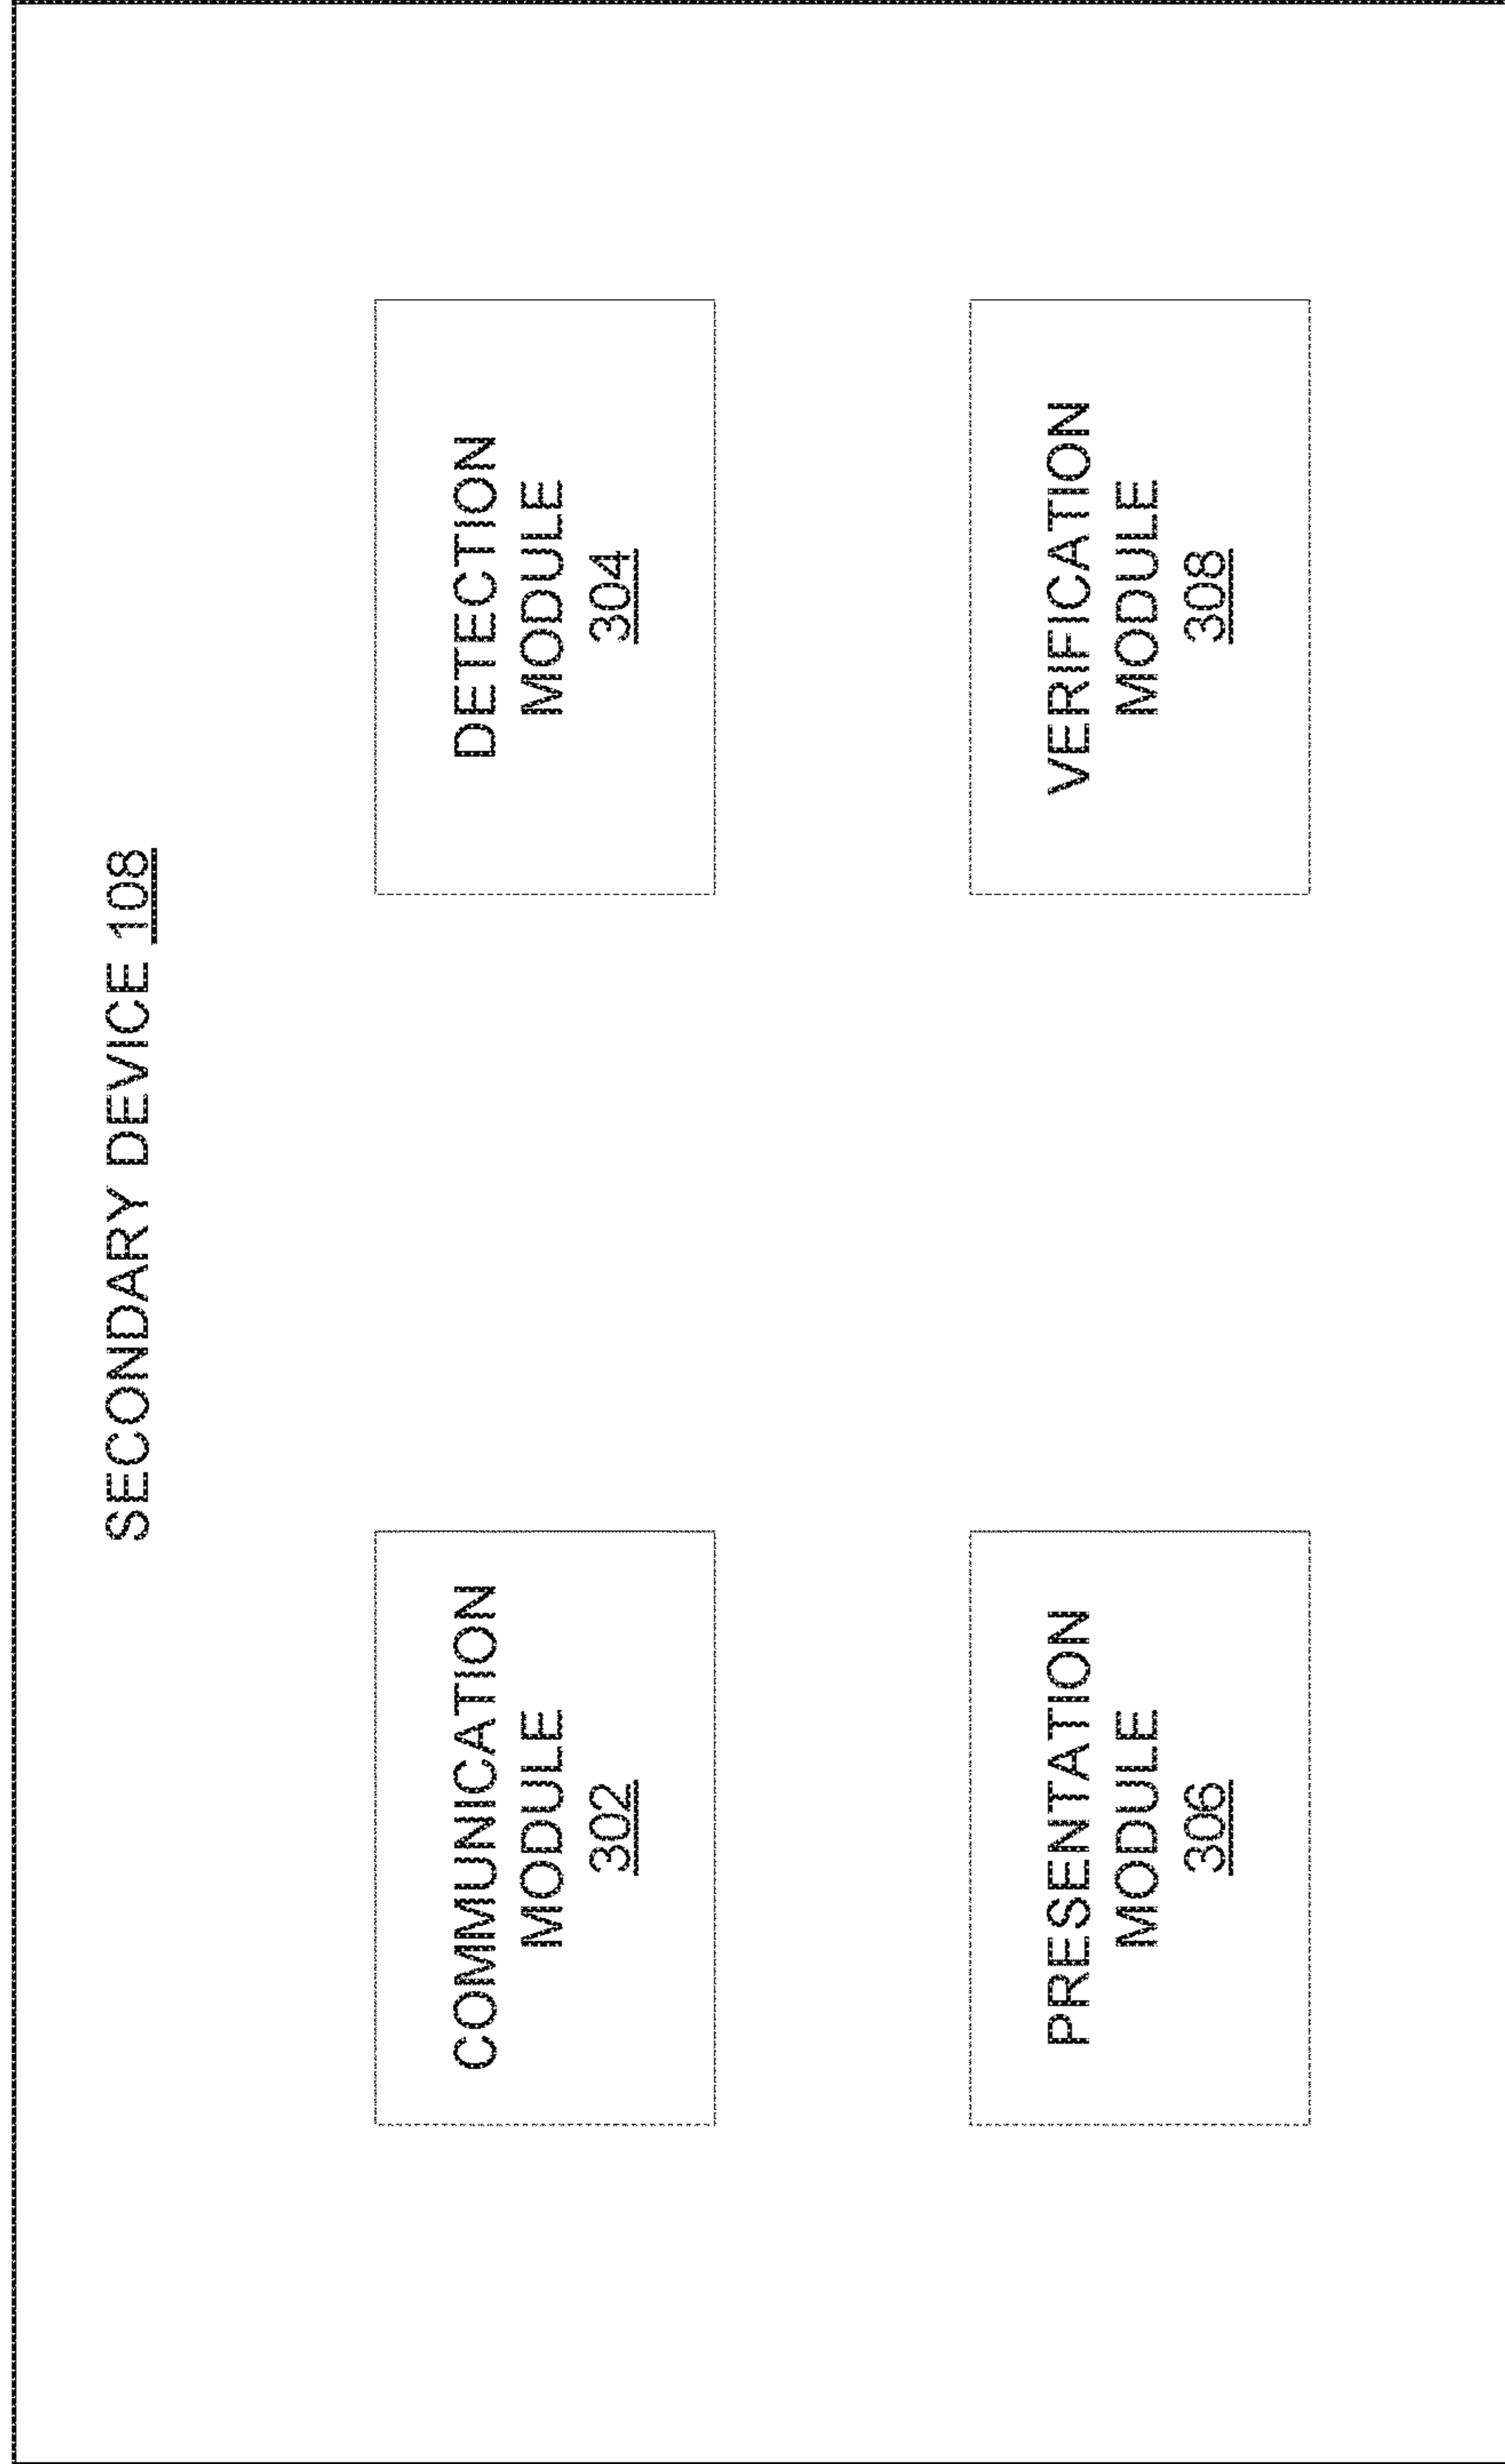 SECONDARY DEVICE 108
COMMUNICATION
MODULE
302
DETECTION
MODULE
304
PRESENTATION
MODULE
306
VERIFICATION
MODULE
308